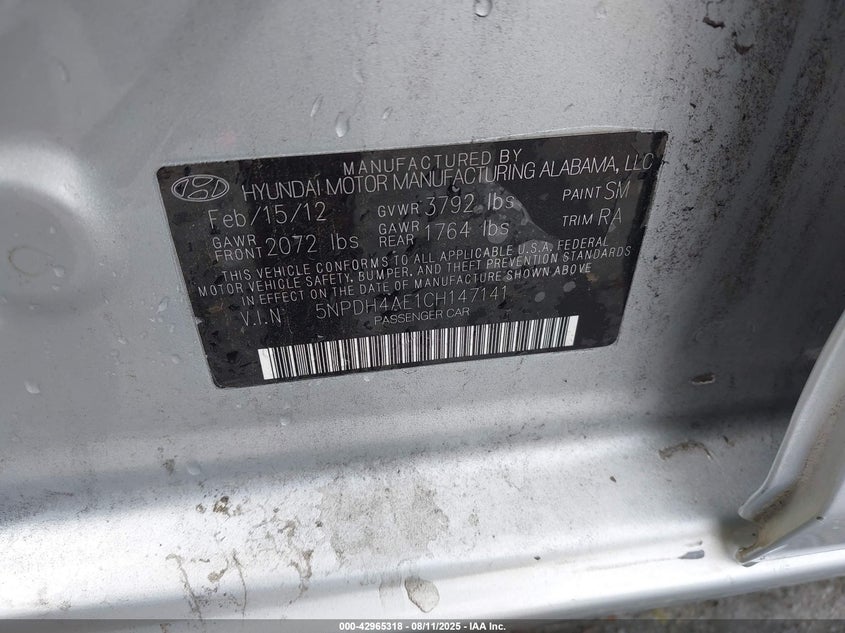 MANUFACTURED BY
HYUNDAI MOTOR MANUFACTURING ALABAMA, LLC
Feb/15/12 GVWR 3792 lbs PAINT SM
GAWR FRONT 2072 lbs GAWR REAR 1764 lbs TRIM RA
THIS VEHICLE CONFORMS TO ALL APPLICABLE U.S.A. FEDERAL
MOTOR VEHICLE SAFETY, BUMPER, AND THEFT PREVENTION STANDARDS
IN EFFECT ON THE DATE OF MANUFACTURE SHOWN ABOVE
V.I.N 5NPDH4AE1CH147141
PASSENGER CAR
000-42965318 - 08/11/2025 - IAA Inc.